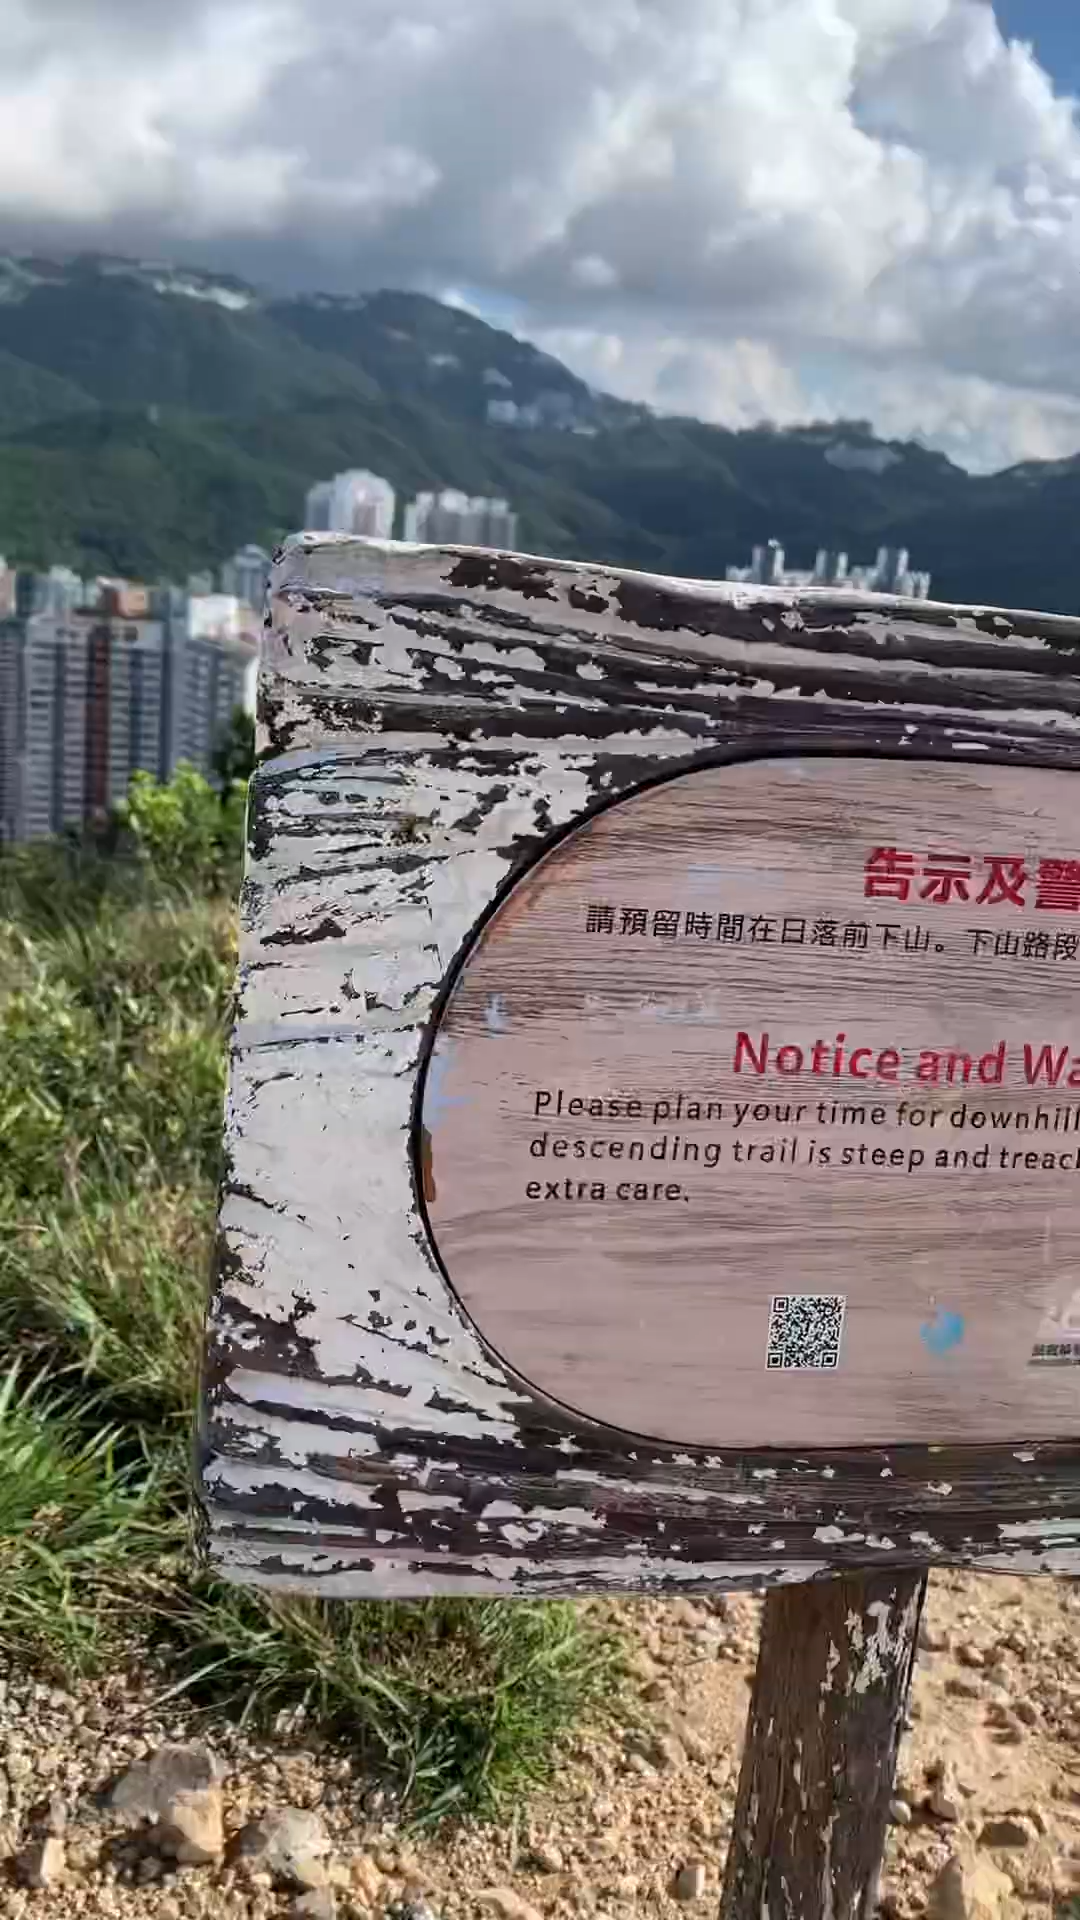 告示及警
請預留時間在日落前下山。下山路段
Notice and Wa
Please plan your time for downhill
descending trail is steep and treach
extra care.